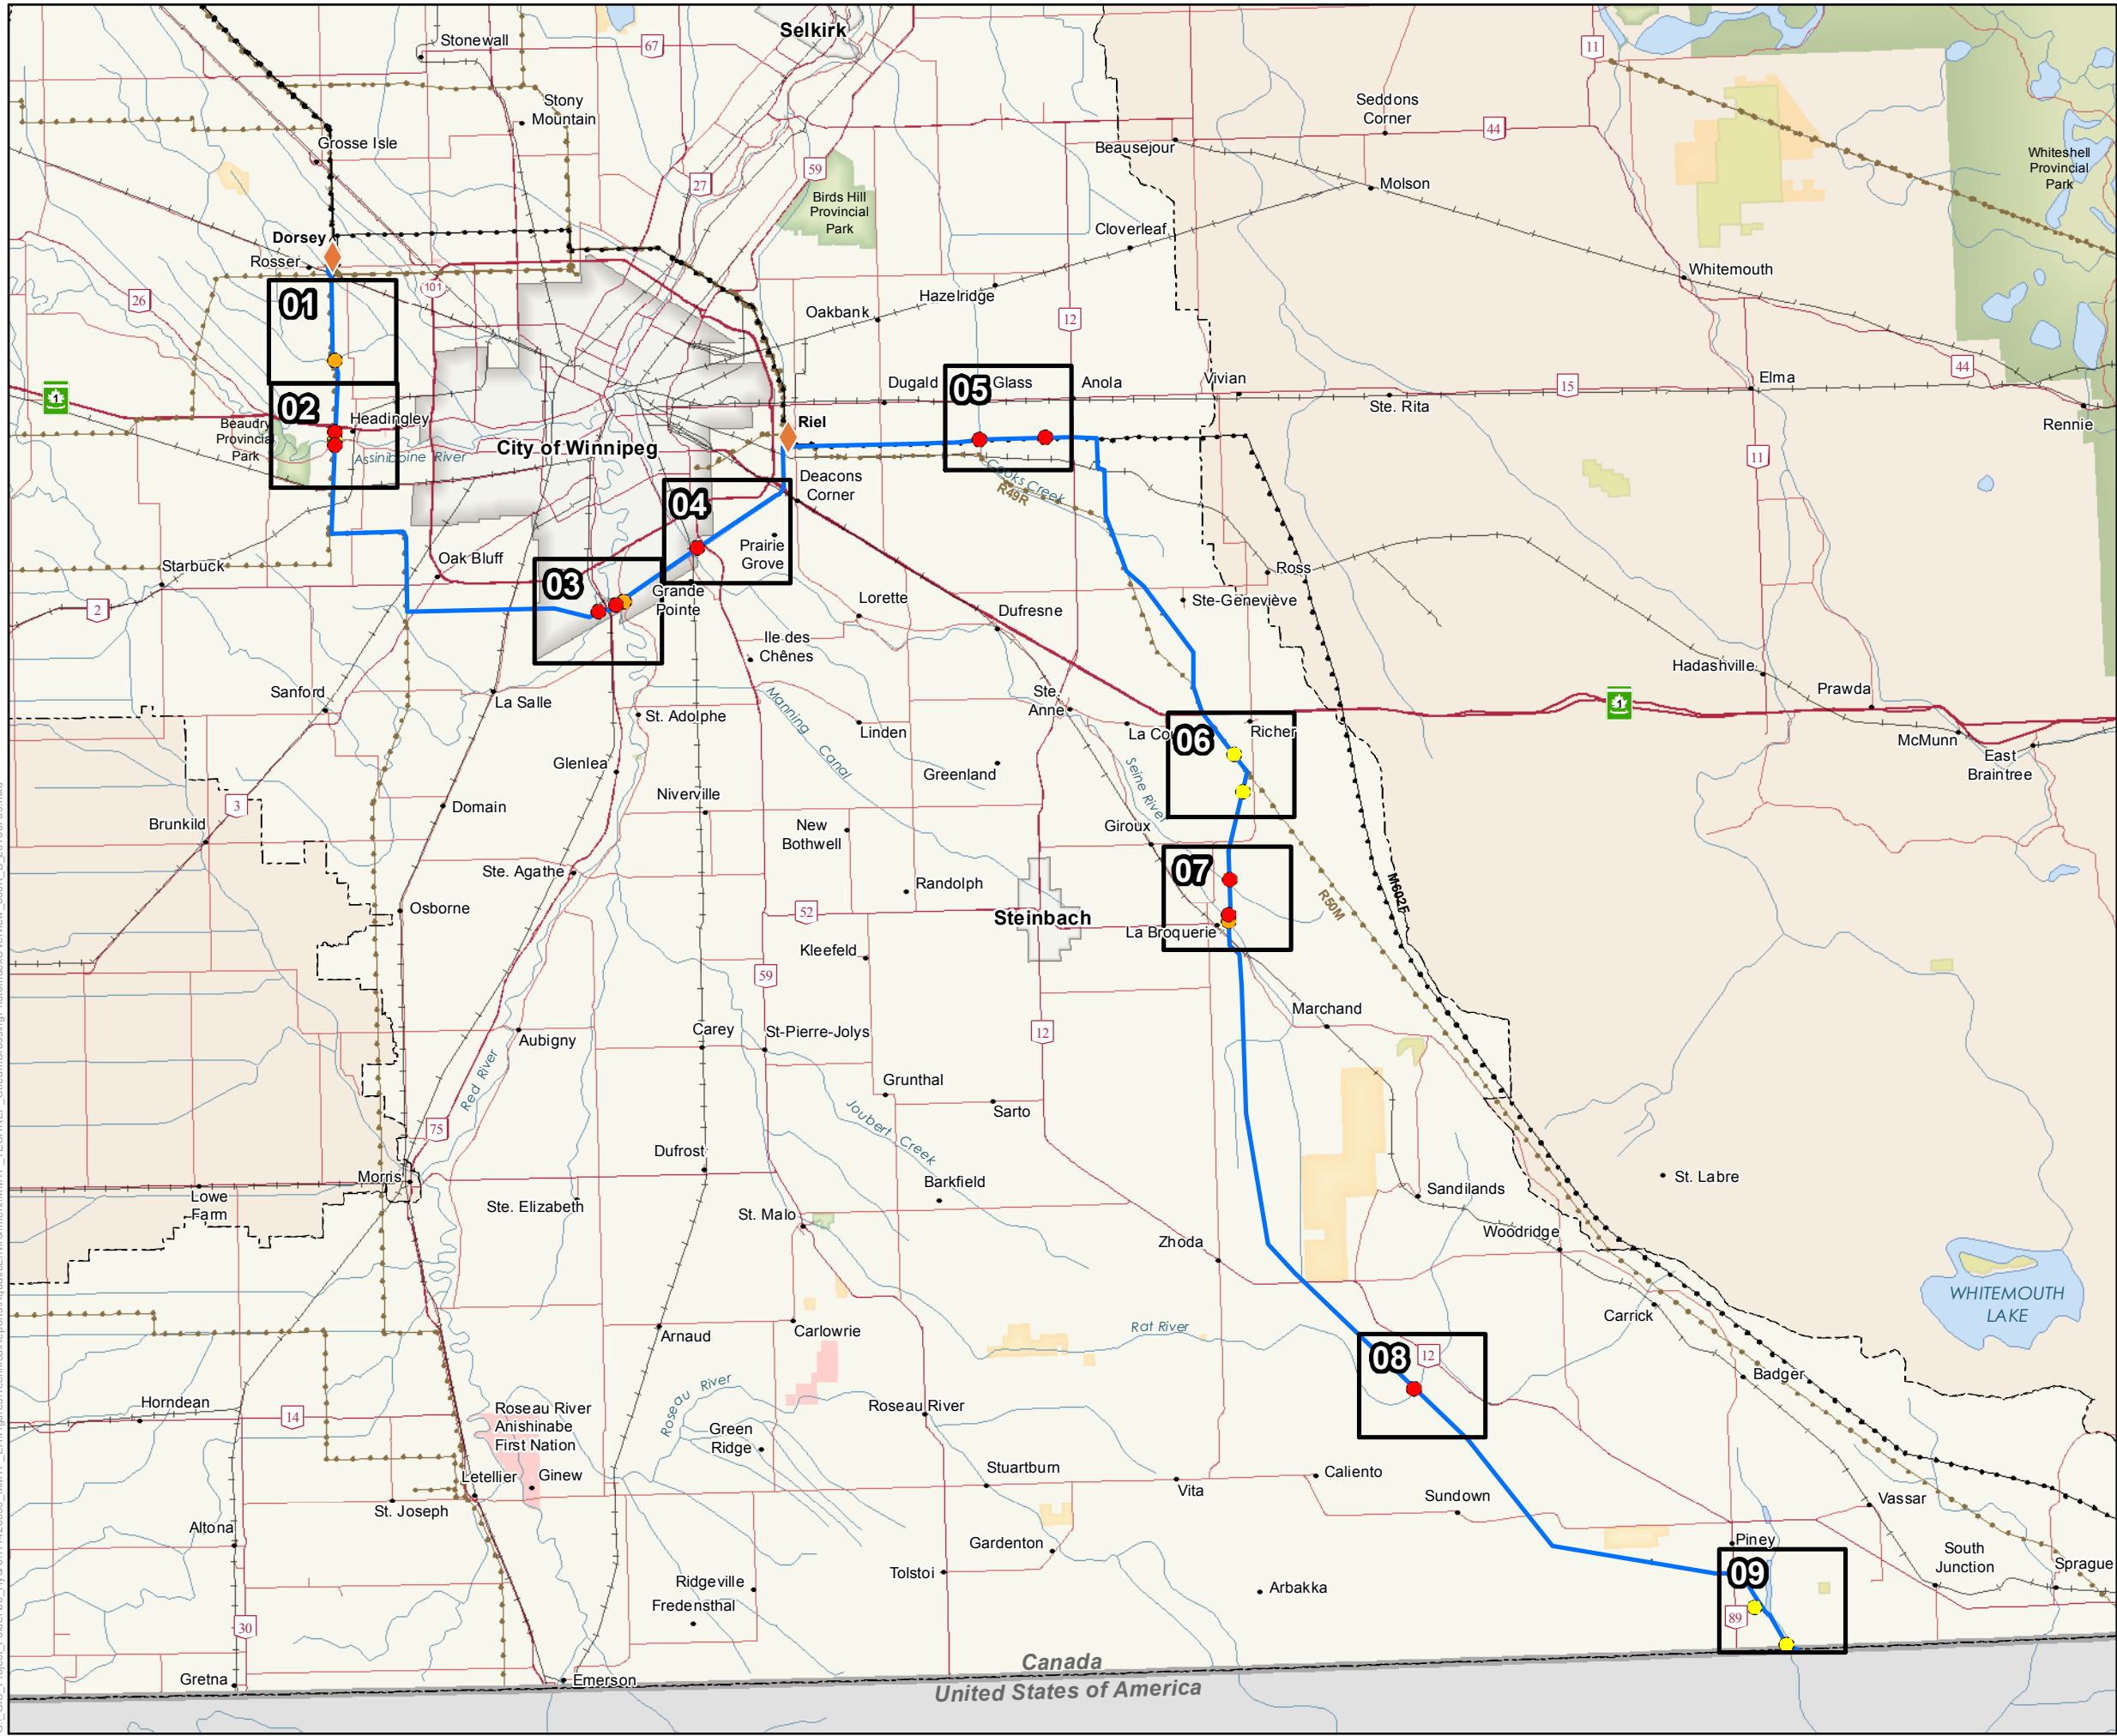 Selkirk
Stonewall
67
11
Stony
Mountain
Seddons
Corner
44
Grosse Isle
Beausejour
Whiteshell
Provincial
Park
59
27
Molson
Birds Hill
Provincial
Park
Cloverleaf
Dorsey
Rosser
Whitemouth
101
26
Hazelridge
01
Oakbank
12
44
1
Dugald
Glass
Anola
Vivian
15
Elma
05
Ste. Rita
02
Headingley
Beaudry
Provincial
Park
Riel
Rennie
City of Winnipeg
Assiniboine River
11
Deacons
Corner
Cooks Creek
R49R
04
Prairie
Grove
Oak Bluff
Starbuck
Ross
03
Grande
Pointe
2
Lorette
Dufresne
Ste-Geneviève
Ile des
Chênes
Hadashville
Prawda
Sanford
La Salle
Ste.
Anne
1
St. Adolphe
Manning Canal
Linden
La Co
06
Richer
McMunn
East
Braintree
Glenlea
Greenland
Seine River
3
Domain
Niverville
Brunkild
New
Bothwell
Giroux
Ste. Agathe
07
Randolph
M602F
R50M
Osborne
52
Steinbach
La Broquerie
Kleefeld
59
Marchand
Aubigny
Carey
St-Pierre-Jolys
12
Red River
Grunthal
Sarto
75
Joubert Creek
Dufrost
Morris
Barkfield
St. Labre
Lowe
Farm
Ste. Elizabeth
St. Malo
Sandilands
Woodridge
Zhoda
WHITEMOUTH
LAKE
Carrick
Arnaud
Carlowrie
Rat River
08
12
Badger
Horndean
14
Roseau River
Anishinabe
First Nation
Roseau River
Roseau River
Green
Ridge
Letellier
Ginew
Stuartburn
Vita
Caliento
St. Joseph
Sundown
Vassar
Altona
Piney
Gardenton
South
Junction
Sprague
Tolstoi
Ridgeville
Arbakka
09
Fredensthal
89
30
Gretna
Emerson
Canada
United States of America